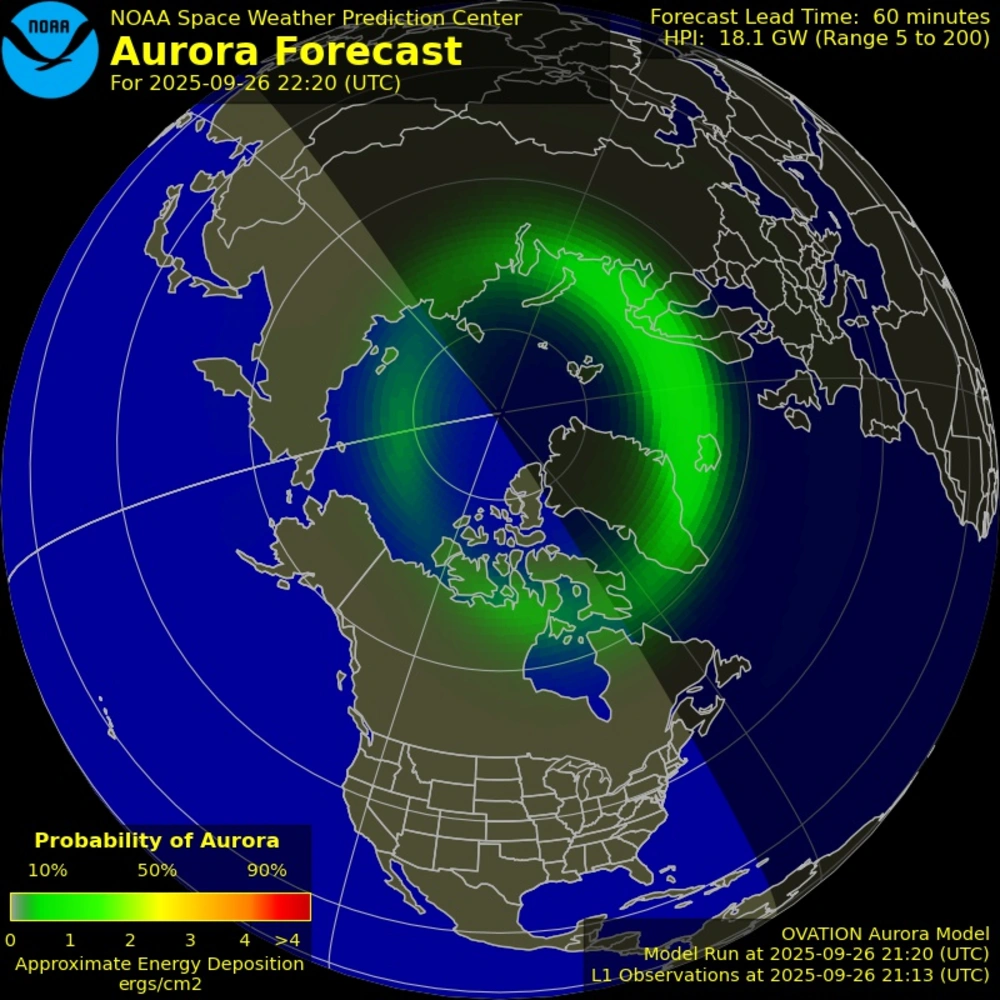 NOAA
NOAA Space Weather Prediction Center
Aurora Forecast
For 2025-09-26 22:20 (UTC)
Forecast Lead Time: 60 minutes
HPI: 18.1 GW (Range 5 to 200)
Probability of Aurora
10% 50% 90%
0 1 2 3 4 >4
Approximate Energy Deposition
ergs/cm2
OVATION Aurora Model
Model Run at 2025-09-26 21:20 (UTC)
L1 Observations at 2025-09-26 21:13 (UTC)